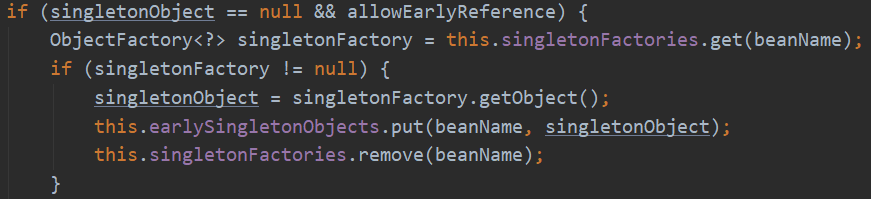 if (singletonObject == null && allowEarlyReference) {
ObjectFactory<?> singletonFactory = this.singletonFactories.get(beanName);
if (singletonFactory != null) {
singletonObject = singletonFactory.getObject();
this.earlySingletonObjects.put(beanName, singletonObject);
this.singletonFactories.remove(beanName);
}